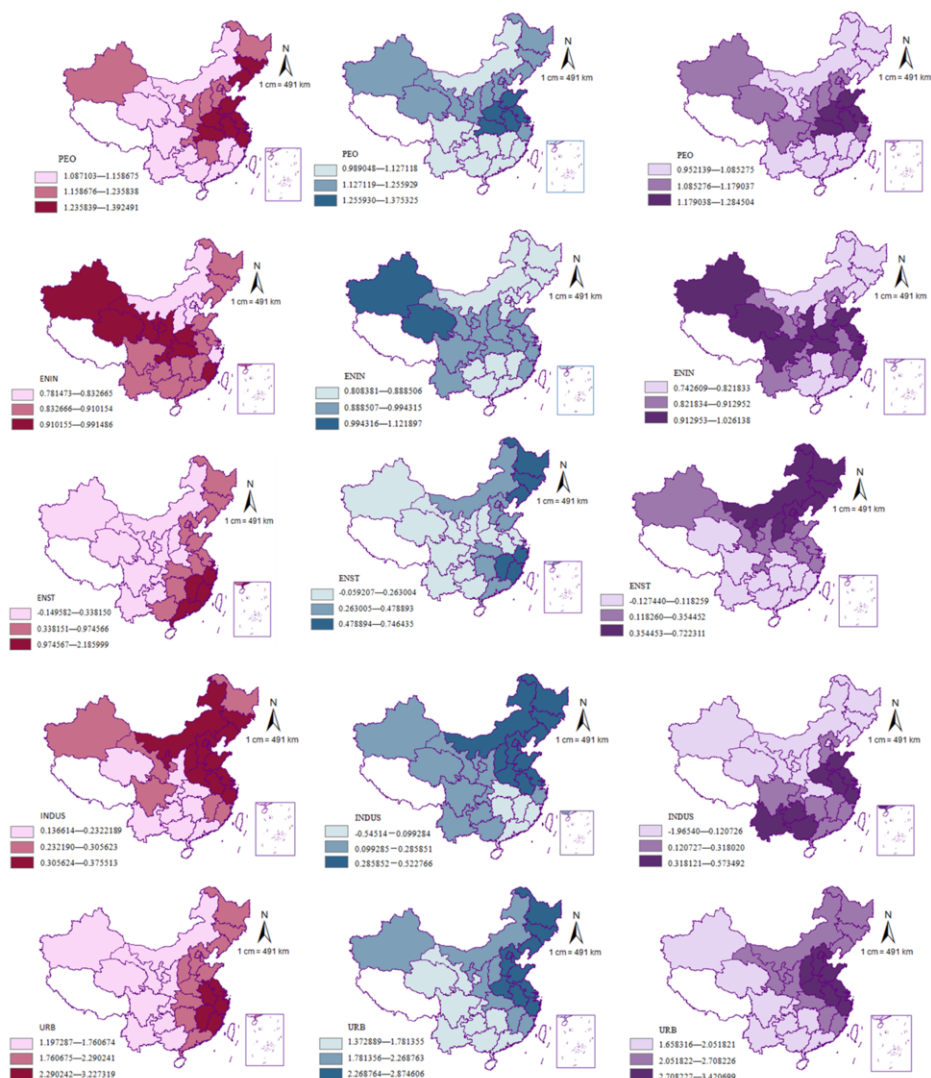 N
1 cm = 491 km
PEO
1.087103—1.158675
1.158676—1.235838
1.235839—1.392491
N
1 cm = 491 km
PEO
0.989048—1.127118
1.127119—1.255929
1.255930—1.375325
N
1 cm = 491 km
PEO
0.952139—1.085275
1.085276—1.179037
1.179038—1.284504
N
1 cm = 491 km
ENIN
0.781473—0.832665
0.832666—0.910154
0.910155—0.991486
N
1 cm = 491 km
ENIN
0.808381—0.888506
0.888507—0.994315
0.994316—1.121897
N
1 cm = 491 km
ENIN
0.742609—0.821833
0.821834—0.912952
0.912953—1.026138
N
1 cm = 491 km
ENST
-0.149582—0.338150
0.338151—0.974566
0.974567—2.185999
N
1 cm = 491 km
ENST
-0.059207—0.263004
0.263005—0.478893
0.478894—0.746435
N
1 cm = 491 km
ENST
-0.127440—0.118259
0.118260—0.354452
0.354453—0.722311
N
1 cm = 491 km
INDUS
0.136614—0.2322189
0.232190—0.305623
0.305624—0.375513
N
1 cm = 491 km
INDUS
-0.54514—0.099284
0.099285—0.285851
0.285852—0.522766
N
1 cm = 491 km
INDUS
-1.96540—0.120726
0.120727—0.318020
0.318121—0.573492
N
1 cm = 491 km
URB
1.197287—1.760674
1.760675—2.290241
2.290242—3.227319
N
1 cm = 491 km
URB
1.372889—1.781355
1.781356—2.268763
2.268764—2.874606
N
1 cm = 491 km
URB
1.658316—2.051821
2.051822—2.708226
2.708227—3.420699